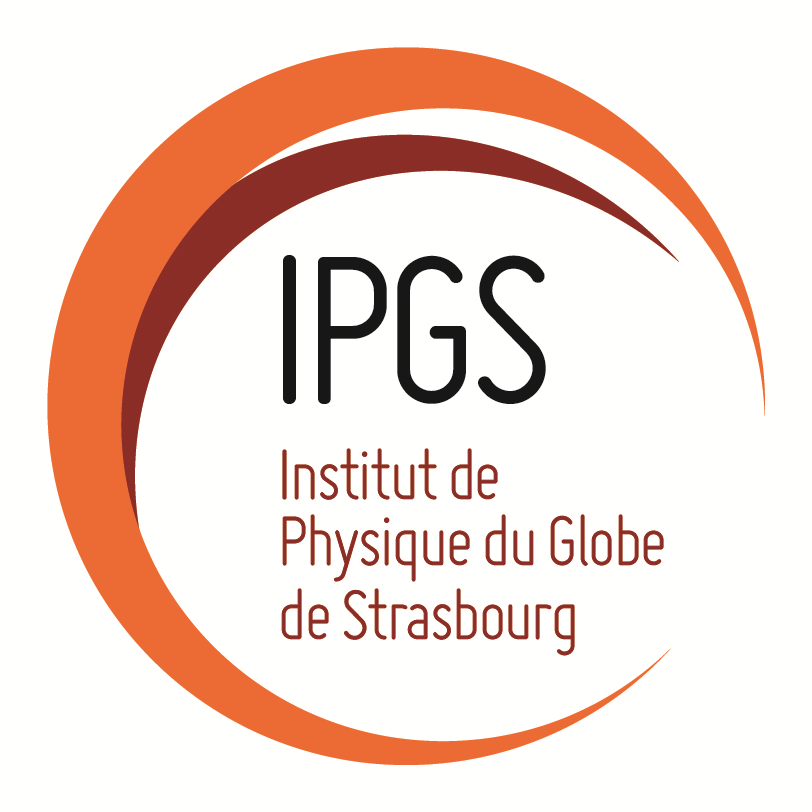 IPGS
Institut de
Physique du Globe
de Strasbourg